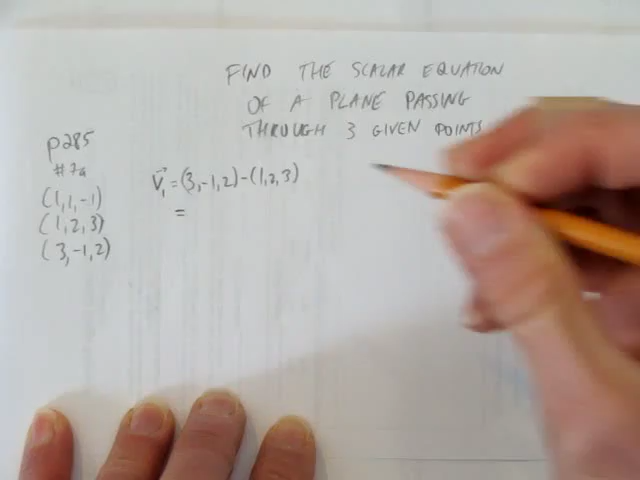 FIND THE SCALAR EQUATION
OF A PLANE PASSING
THROUGH 3 GIVEN POINTS
p285
#7a
(1,1,-1)
(1,2,3)
(3,-1,2)
V⃗₁ = (3,-1,2) - (1,2,3)
=